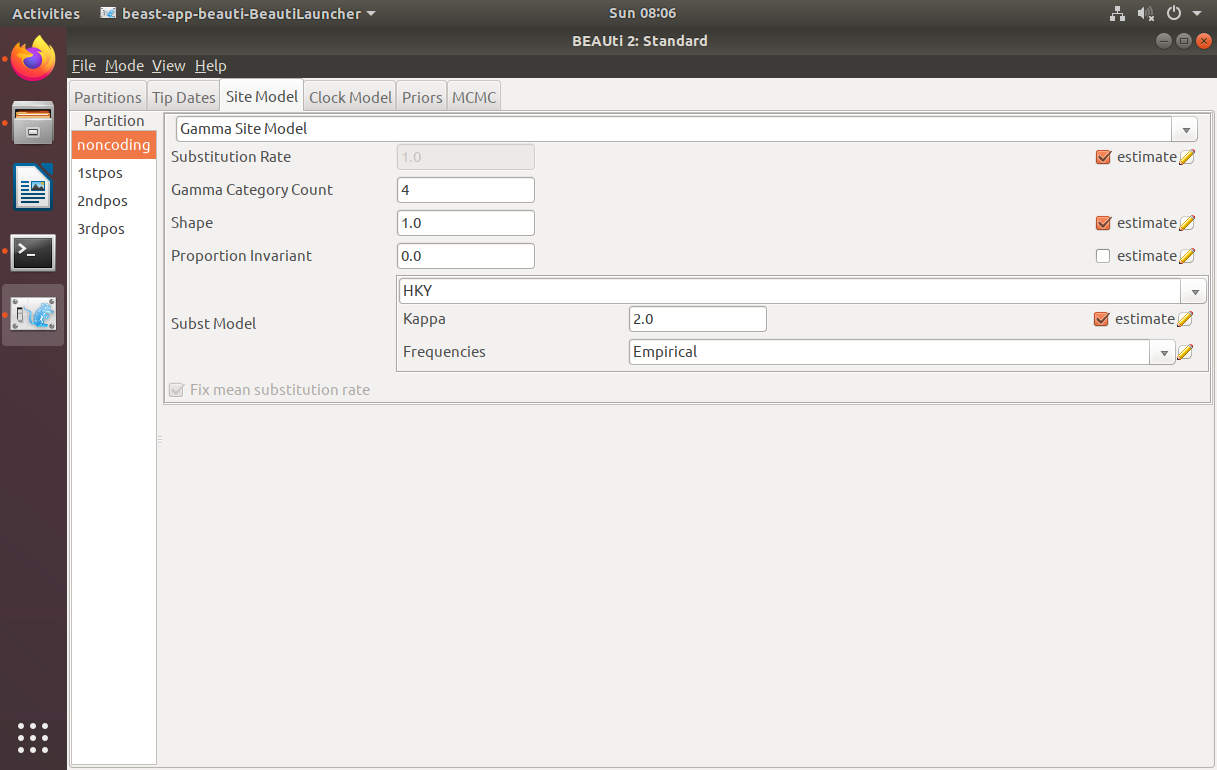 Activities beast-app-beauti-BeautiLauncher Sun 08:06
BEAUti 2: Standard
File Mode View Help
Partitions Tip Dates Site Model Clock Model Priors MCMC
Partition
noncoding
1stpos
2ndpos
3rdpos
Gamma Site Model
Substitution Rate 1.0 estimate
Gamma Category Count 4
Shape 1.0 estimate
Proportion Invariant 0.0 estimate
Subst Model
HKY
Kappa 2.0 estimate
Frequencies Empirical
Fix mean substitution rate